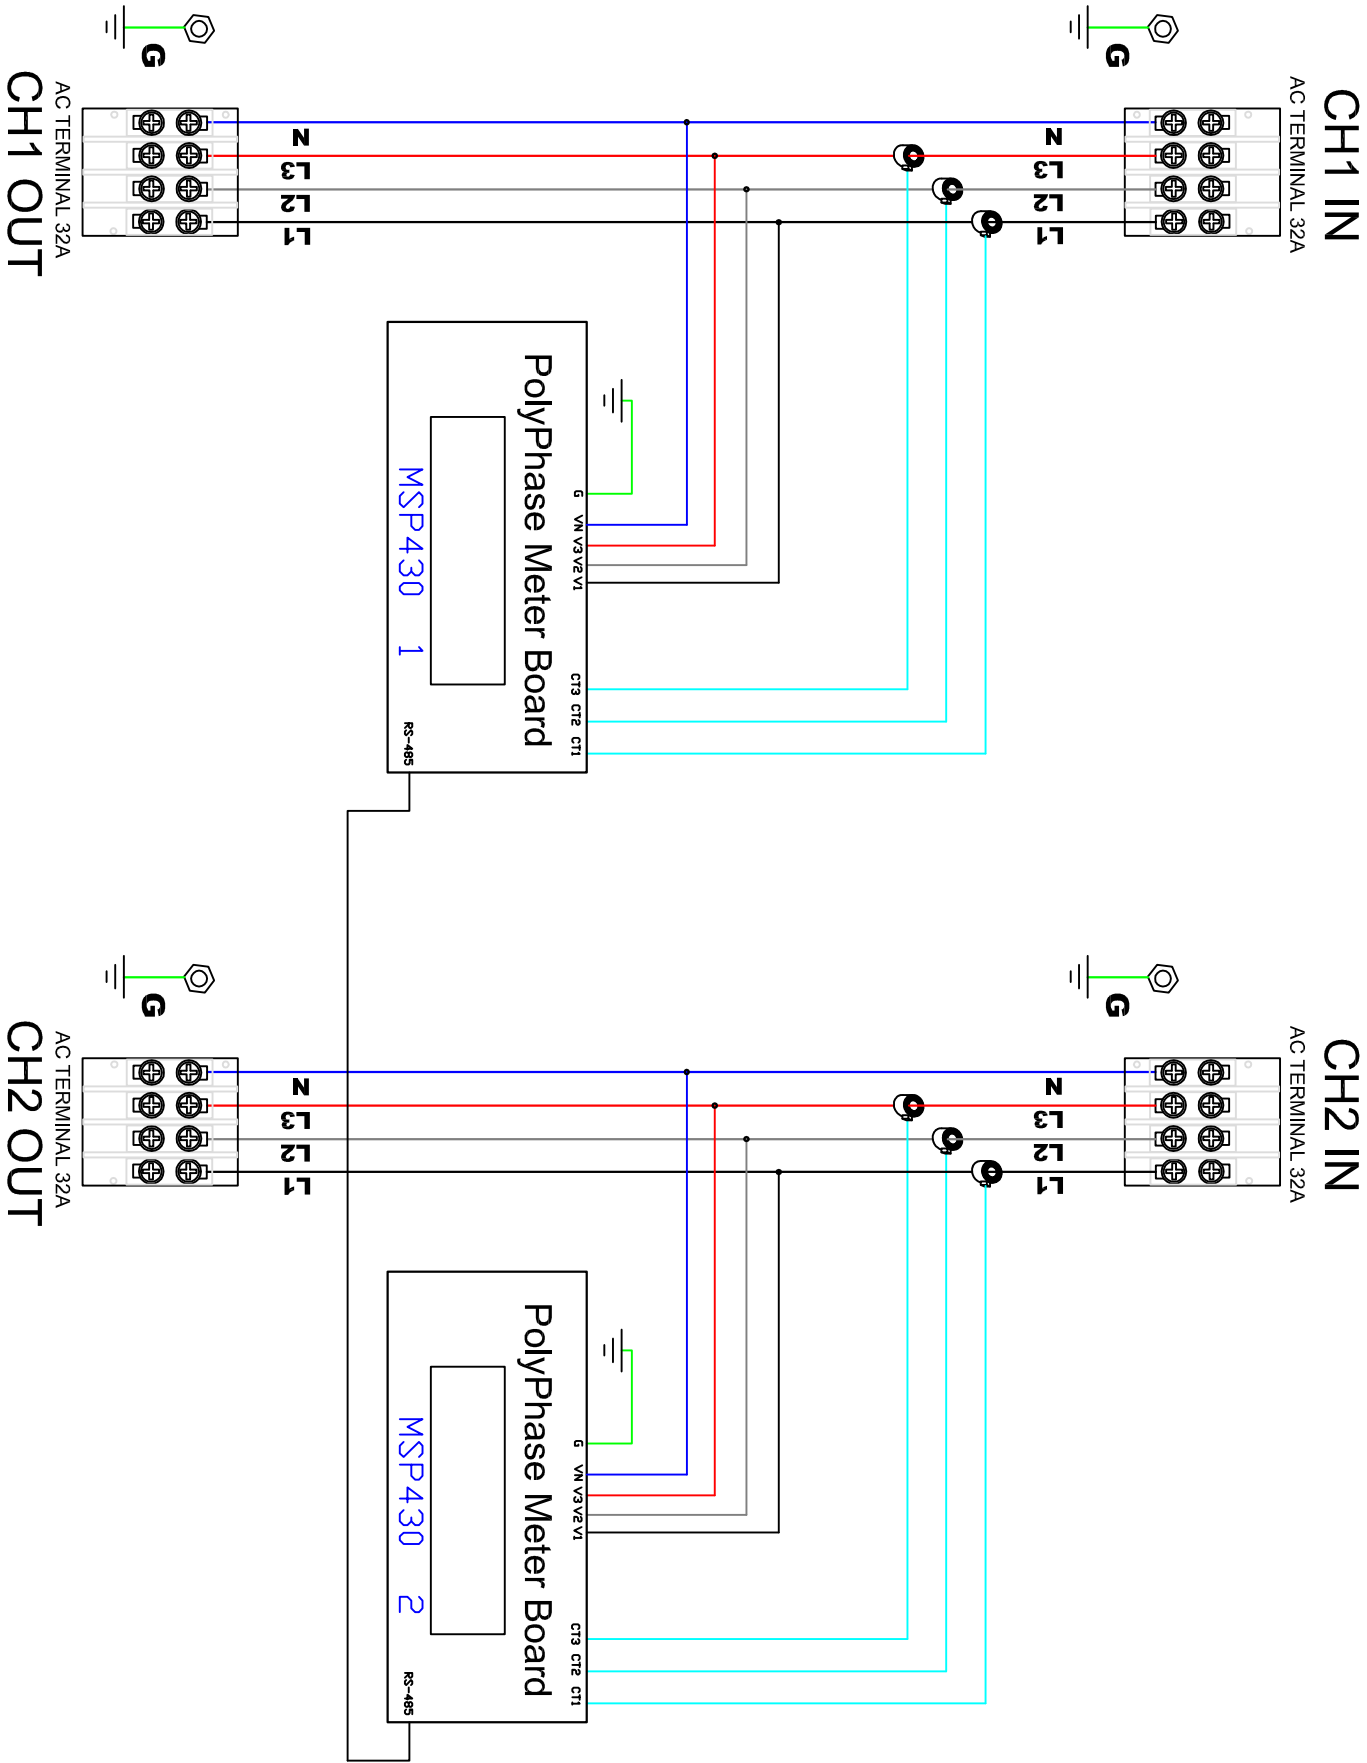 CH1 IN
AC TERMINAL 32A
G
N
L3
L2
L1
G
N
L3
L2
L1
AC TERMINAL 32A
CH1 OUT
PolyPhase Meter Board
G VN V3 V2 V1 CT3 CT2 CT1
MSP430 1
RS-485
CH2 IN
AC TERMINAL 32A
G
N
L3
L2
L1
G
N
L3
L2
L1
AC TERMINAL 32A
CH2 OUT
PolyPhase Meter Board
G VN V3 V2 V1 CT3 CT2 CT1
MSP430 2
RS-485